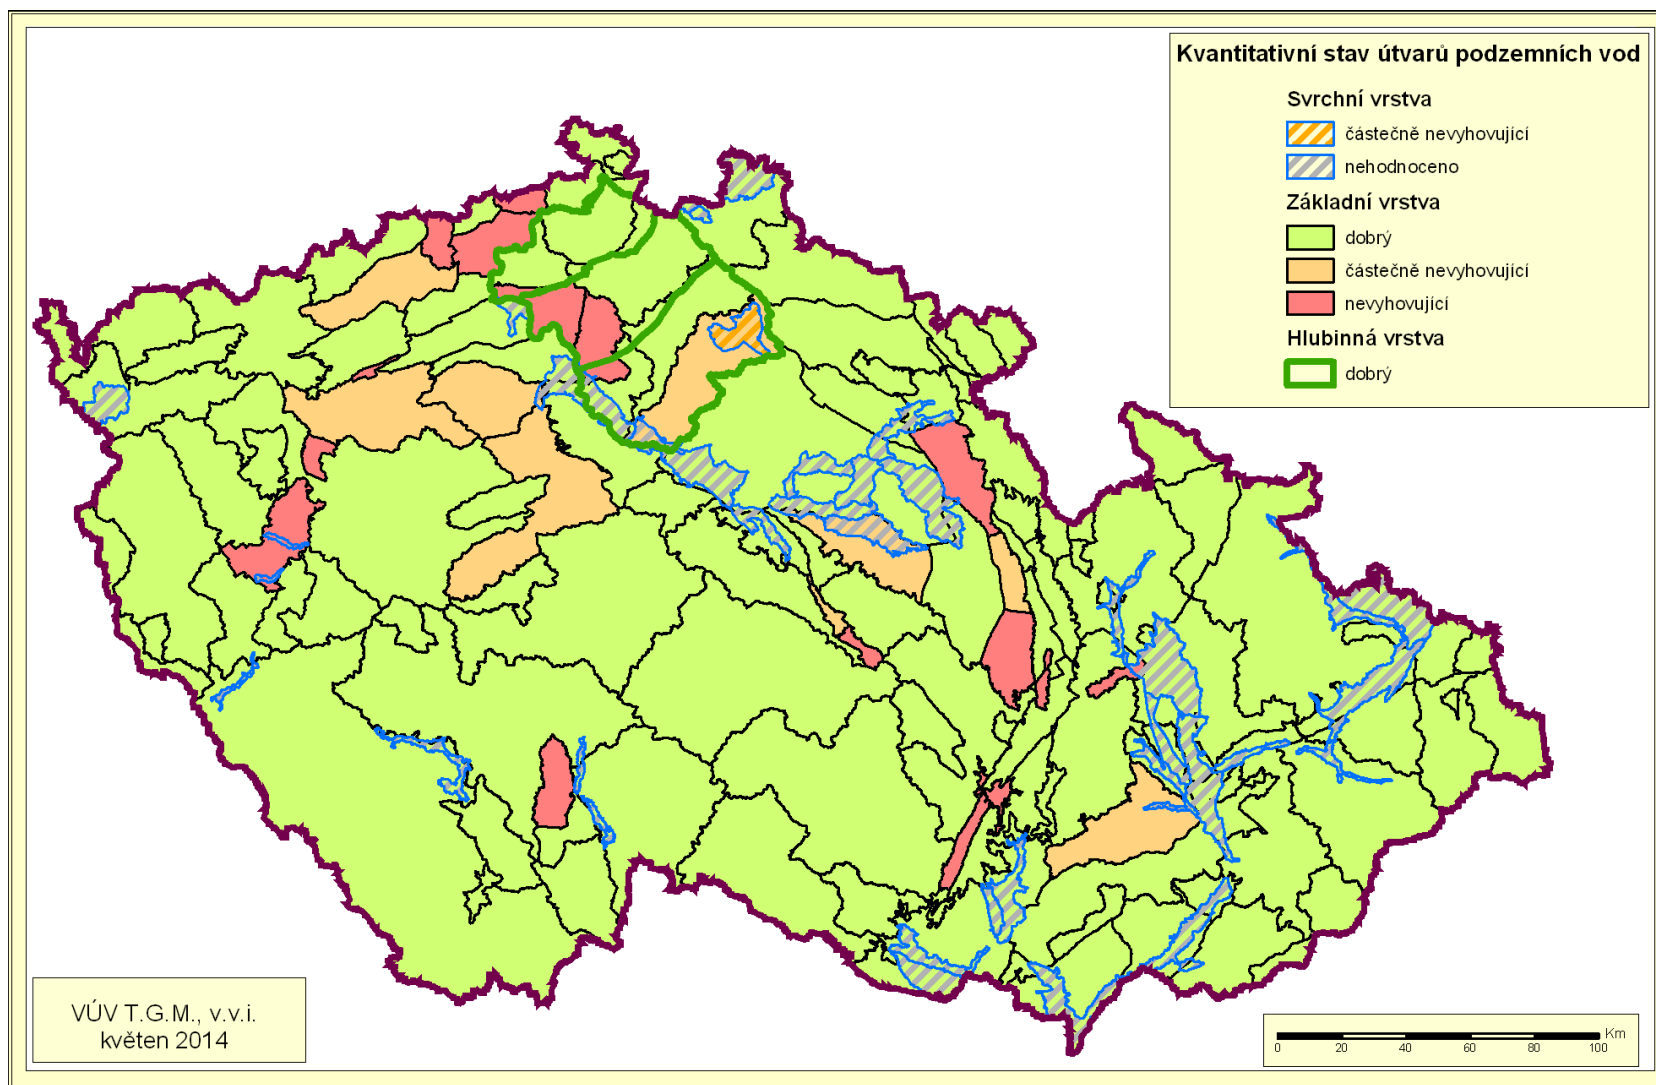 Kvantitativní stav útvarů podzemních vod
Svrchní vrstva
částečně nevyhovující
nehodnoceno
Základní vrstva
dobrý
částečně nevyhovující
nevyhovující
Hlubinná vrstva
dobrý
VÚV T.G.M., v.v.i.
květen 2014
Km
0 20 40 60 80 100